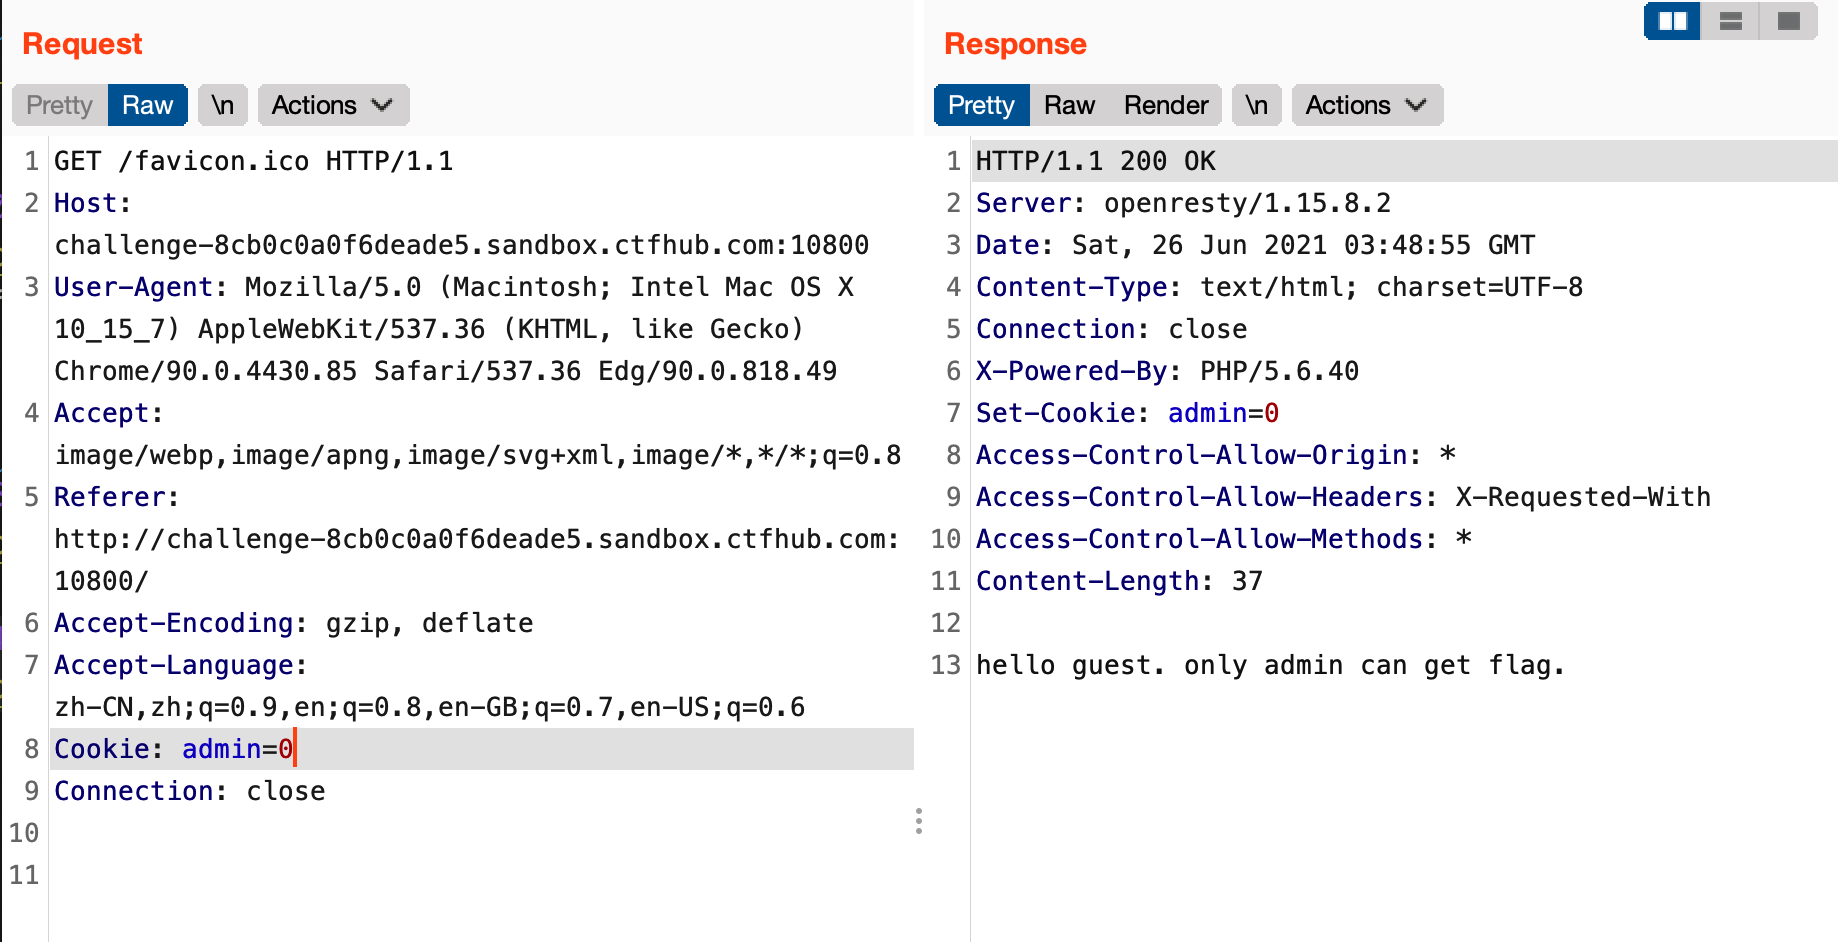 Request
Pretty Raw \n Actions
1 GET /favicon.ico HTTP/1.1
2 Host:
challenge-8cb0c0a0f6deade5.sandbox.ctfhub.com:10800
3 User-Agent: Mozilla/5.0 (Macintosh; Intel Mac OS X
10_15_7) AppleWebKit/537.36 (KHTML, like Gecko)
Chrome/90.0.4430.85 Safari/537.36 Edg/90.0.818.49
4 Accept:
image/webp,image/apng,image/svg+xml,image/*,*/*;q=0.8
5 Referer:
http://challenge-8cb0c0a0f6deade5.sandbox.ctfhub.com:
10800/
6 Accept-Encoding: gzip, deflate
7 Accept-Language:
zh-CN,zh;q=0.9,en;q=0.8,en-GB;q=0.7,en-US;q=0.6
8 Cookie: admin=0
9 Connection: close
10
11
Response
Pretty Raw Render \n Actions
1 HTTP/1.1 200 OK
2 Server: openresty/1.15.8.2
3 Date: Sat, 26 Jun 2021 03:48:55 GMT
4 Content-Type: text/html; charset=UTF-8
5 Connection: close
6 X-Powered-By: PHP/5.6.40
7 Set-Cookie: admin=0
8 Access-Control-Allow-Origin: *
9 Access-Control-Allow-Headers: X-Requested-With
10 Access-Control-Allow-Methods: *
11 Content-Length: 37
12
13 hello guest. only admin can get flag.